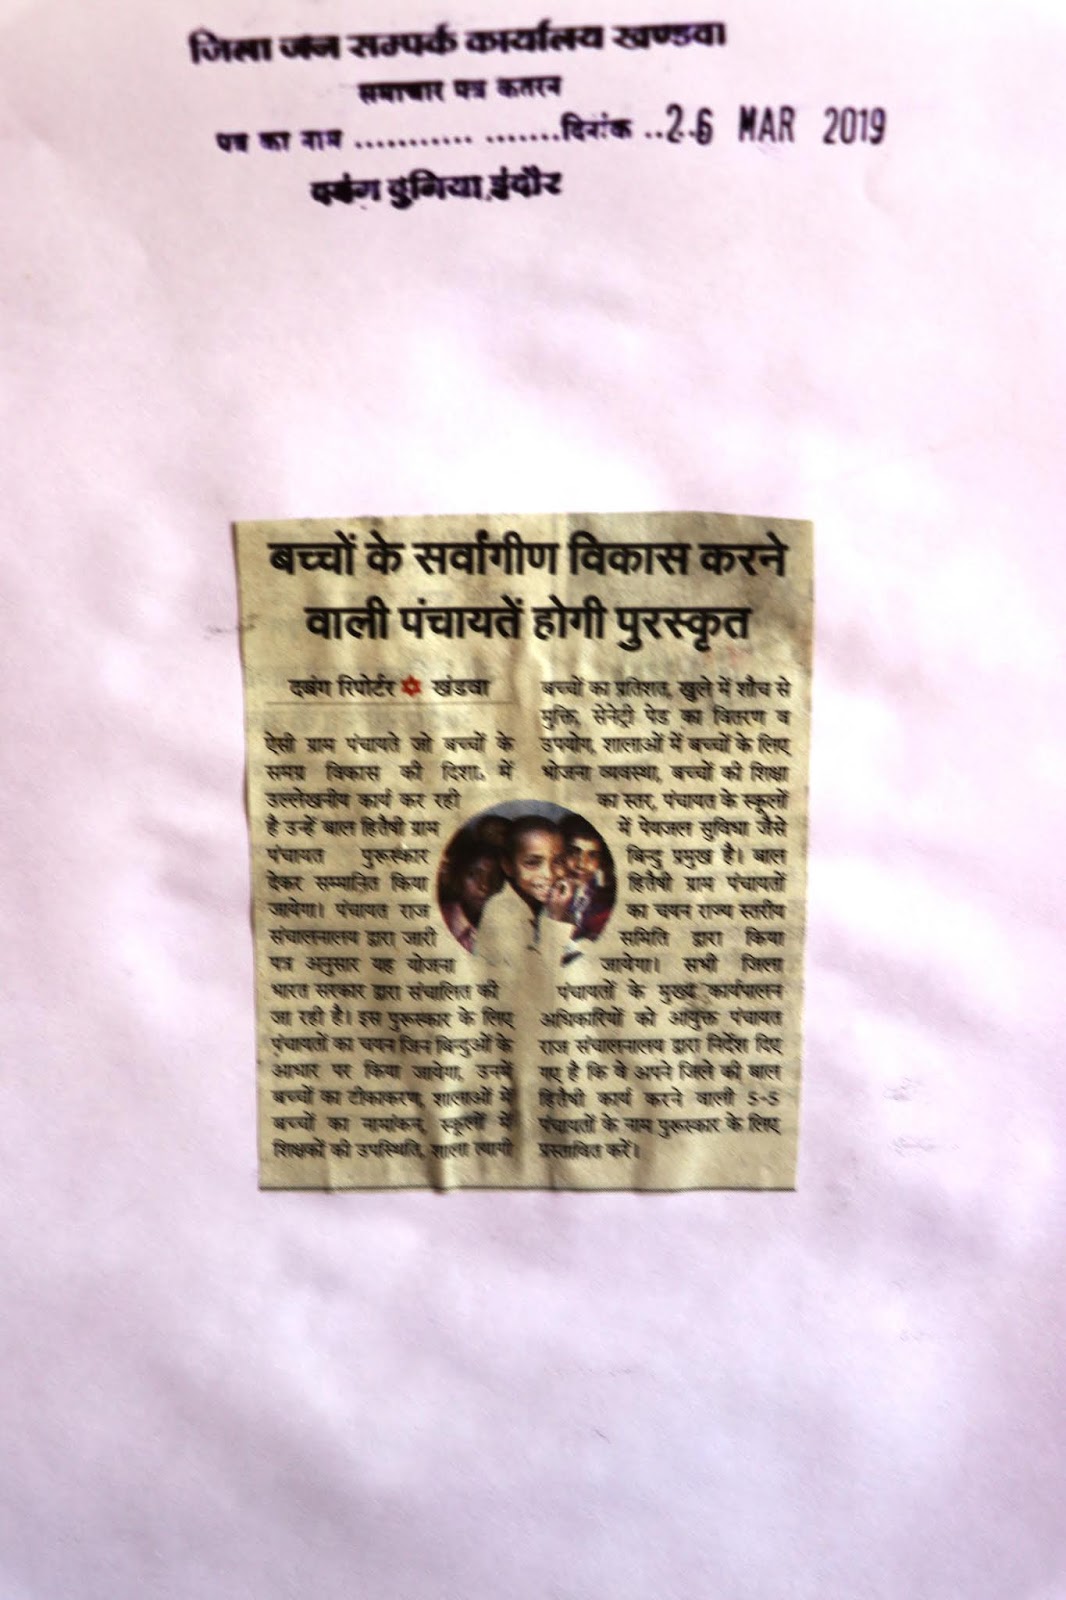 जिला जन सम्पर्क कार्यालय खण्डवा
समाचार पत्र कतरन
पत्र का नाम ........... .......दिनांक ..26 MAR 2019
दबंग दुनिया, इंदौर
बच्चों के सर्वांगीण विकास करने
वाली पंचायतें होगी पुरस्कृत
दबंग रिपोर्टर ✡ खंडवा
ऐसी ग्राम पंचायते जो बच्चों के
समग्र विकास की दिशा में
उल्लेखनीय कार्य कर रही
है उन्हें बाल हितैषी ग्राम
पंचायत पुरूस्कार
देकर सम्मानित किया
जायेगा। पंचायत राज
संचालनालय द्वारा जारी
पत्र अनुसार यह योजना
भारत सरकार द्वारा संचालित की
जा रही है। इस पुरूस्कार के लिए
पंचायतों का चयन जिन बिन्दुओं के
आधार पर किया जायेगा, उनमें
बच्चों का टीकाकरण, शालाओं में
बच्चों का नामांकन, स्कूलों में
शिक्षकों की उपस्थिति, शाला त्यागी
बच्चों का प्रतिशत, खुले में शौच से
मुक्ति, सेनेट्री पेड का वितरण व
उपयोग, शालाओं में बच्चों के लिए
भोजना व्यवस्था, बच्चों की शिक्षा
का स्तर, पंचायत के स्कूलों
में पेयजल सुविधा जैसे
बिन्दु प्रमुख है। बाल
हितैषी ग्राम पंचायतों
का चयन राज्य स्तरीय
समिति द्वारा किया
जायेगा। सभी जिला
पंचायतों के मुख्य कार्यपालन
अधिकारियों को आयुक्त पंचायत
राज संचालनालय द्वारा निर्देश दिए
गए है कि वे अपने जिले की बाल
हितैषी कार्य करने वाली 5-5
पंचायतों के नाम पुरूस्कार के लिए
प्रस्तावित करें।